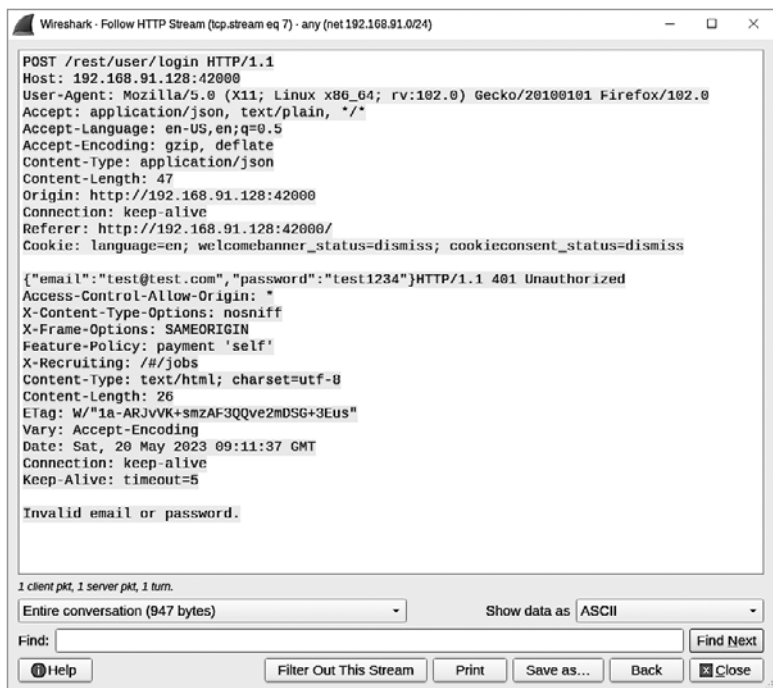 Wireshark · Follow HTTP Stream (tcp.stream eq 7) · any (net 192.168.91.0/24)
POST /rest/user/login HTTP/1.1
Host: 192.168.91.128:42000
User-Agent: Mozilla/5.0 (X11; Linux x86_64; rv:102.0) Gecko/20100101 Firefox/102.0
Accept: application/json, text/plain, */*
Accept-Language: en-US,en;q=0.5
Accept-Encoding: gzip, deflate
Content-Type: application/json
Content-Length: 47
Origin: http://192.168.91.128:42000
Connection: keep-alive
Referer: http://192.168.91.128:42000/
Cookie: language=en; welcomebanner_status=dismiss; cookieconsent_status=dismiss
{"email":"test@test.com","password":"test1234"}HTTP/1.1 401 Unauthorized
Access-Control-Allow-Origin: *
X-Content-Type-Options: nosniff
X-Frame-Options: SAMEORIGIN
Feature-Policy: payment 'self'
X-Recruiting: /#/jobs
Content-Type: text/html; charset=utf-8
Content-Length: 26
ETag: W/"1a-ARJvVK+smzAF3QQve2mDSG+3Eus"
Vary: Accept-Encoding
Date: Sat, 20 May 2023 09:11:37 GMT
Connection: keep-alive
Keep-Alive: timeout=5
Invalid email or password.
1 client pkt, 1 server pkt, 1 turn.
Entire conversation (947 bytes) Show data as ASCII
Find: Find Next
Help Filter Out This Stream Print Save as... Back Close